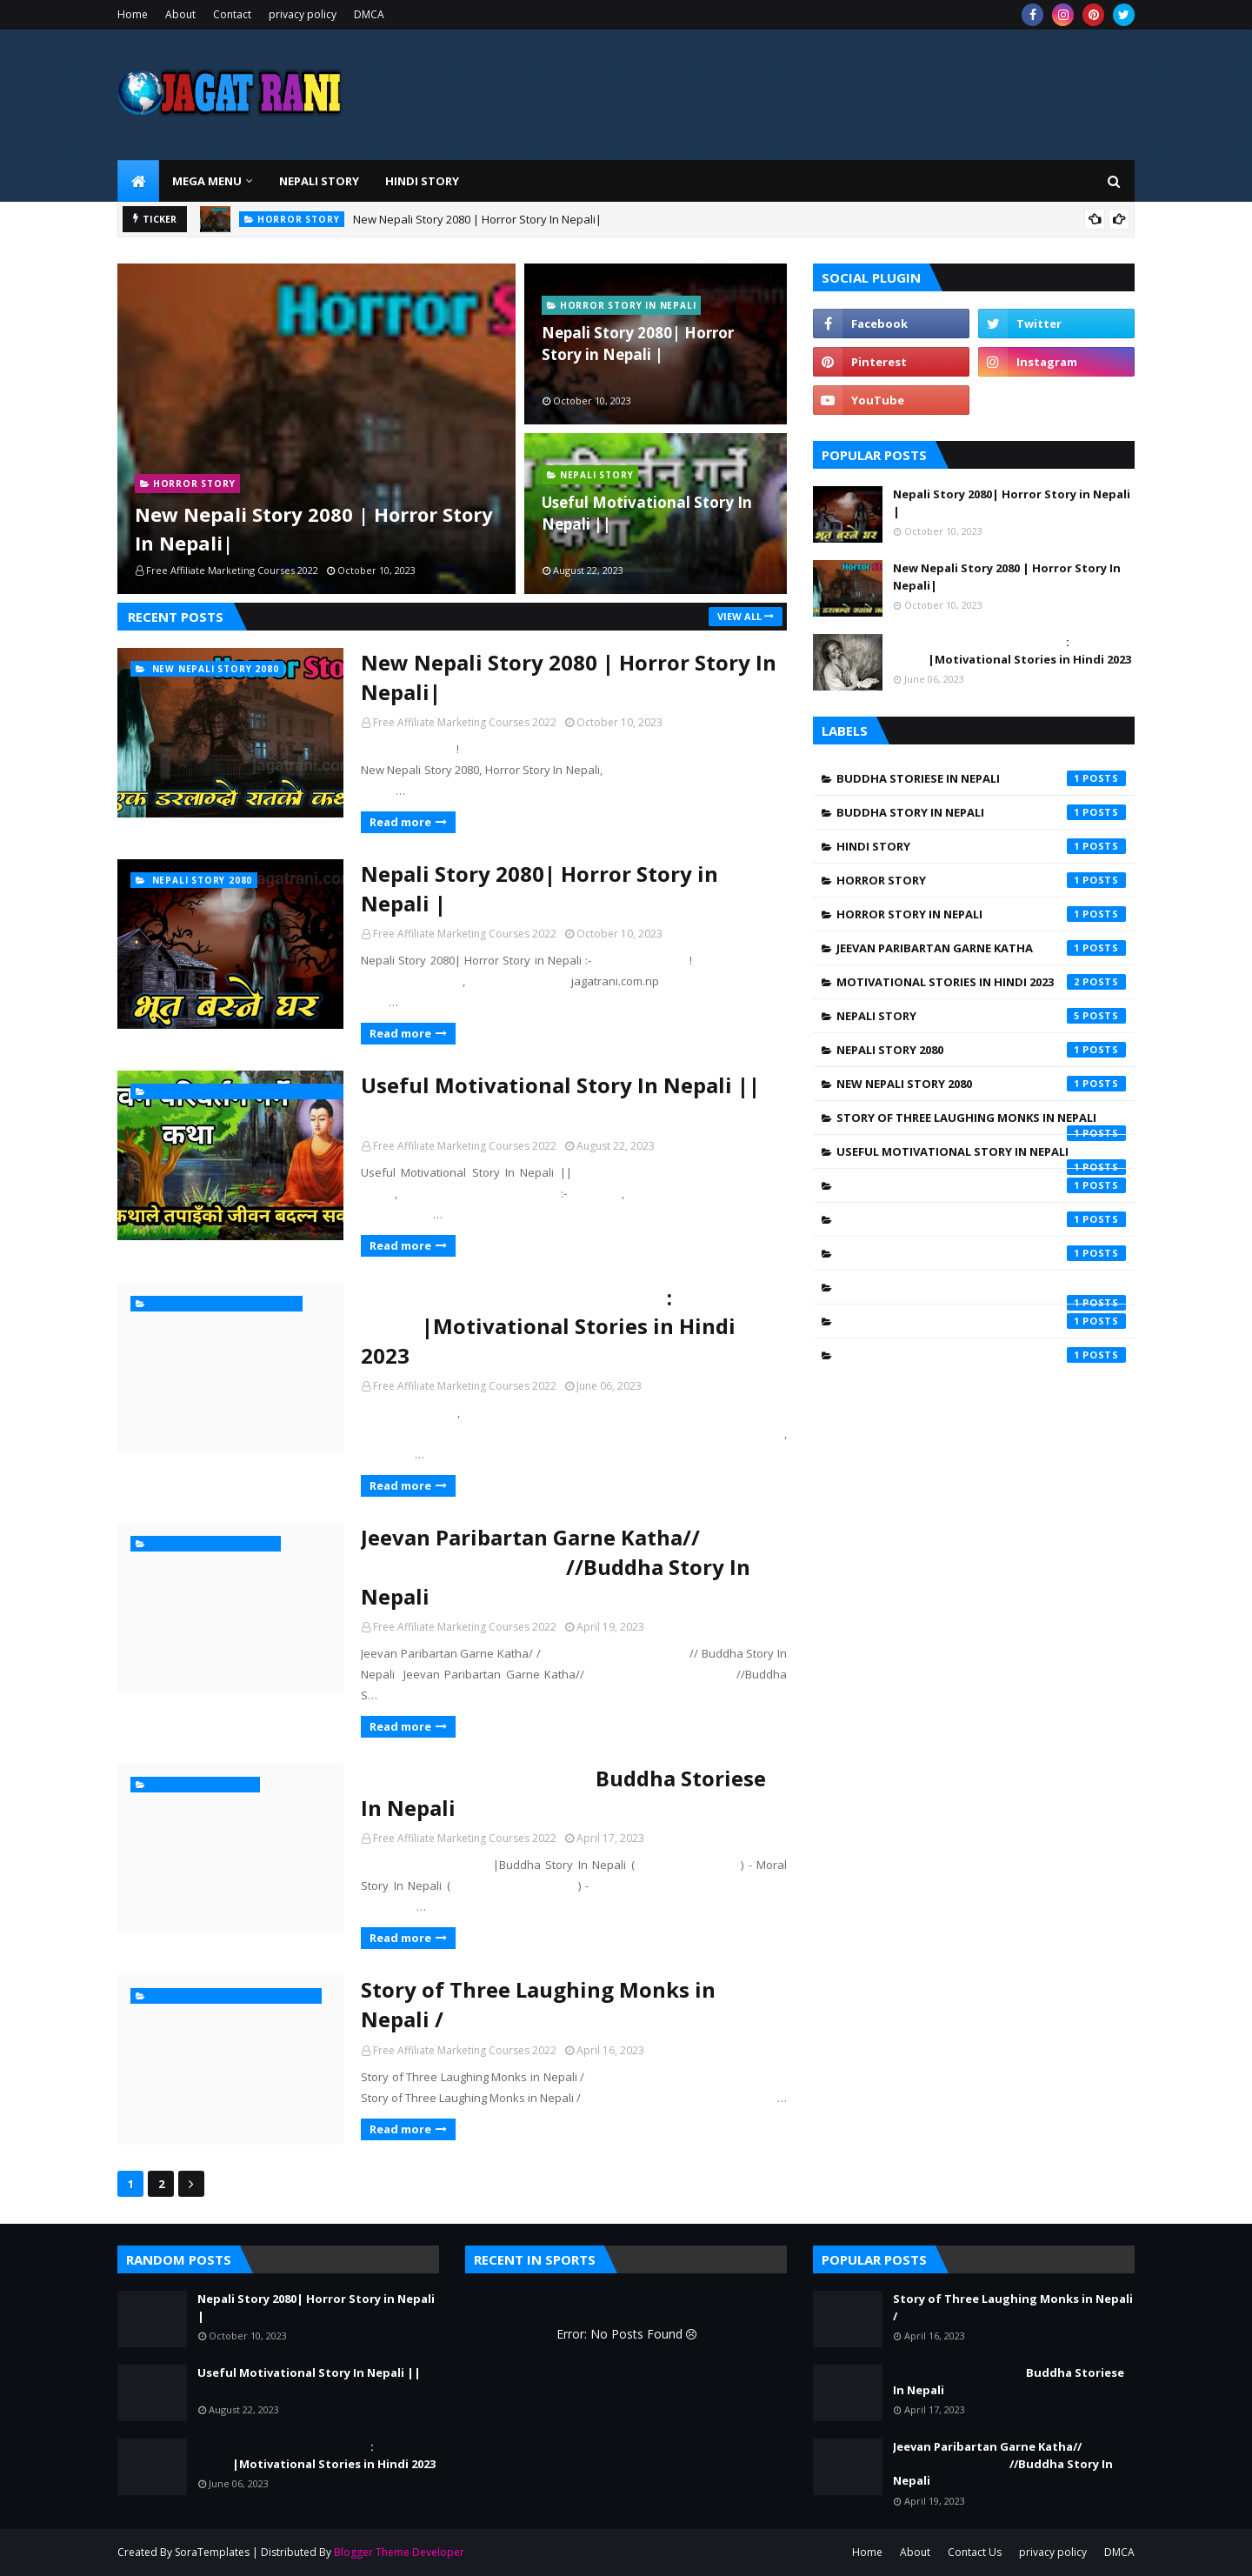 Home About Contact privacy policy DMCA
JAGAT RANI
MEGA MENU NEPALI STORY HINDI STORY
TICKER HORROR STORY New Nepali Story 2080 | Horror Story In Nepali|
Horror
HORROR STORY
New Nepali Story 2080 | Horror Story
In Nepali|
Free Affiliate Marketing Courses 2022 October 10, 2023
HORROR STORY IN NEPALI
Nepali Story 2080| Horror
Story in Nepali |
October 10, 2023
NEPALI STORY
Useful Motivational Story In
Nepali ||
कथा
August 22, 2023
RECENT POSTS VIEW ALL
NEW NEPALI STORY 2080
jagatrani.com
एक डरलाग्दो रातको कथा
New Nepali Story 2080 | Horror Story In
Nepali|
Free Affiliate Marketing Courses 2022 October 10, 2023
!
New Nepali Story 2080, Horror Story In Nepali,
…
Read more
NEPALI STORY 2080
भूत बस्ने घर
Nepali Story 2080| Horror Story in
Nepali |
Free Affiliate Marketing Courses 2022 October 10, 2023
Nepali Story 2080| Horror Story in Nepali :- !
, jagatrani.com.np
…
Read more
कथा
कथाले तपाइँको जीवन बदल्न
Useful Motivational Story In Nepali ||
Free Affiliate Marketing Courses 2022 August 22, 2023
Useful Motivational Story In Nepali ||
, :- ,
…
Read more
:
|Motivational Stories in Hindi
2023
Free Affiliate Marketing Courses 2022 June 06, 2023
,
,
…
Read more
Jeevan Paribartan Garne Katha//
//Buddha Story In
Nepali
Free Affiliate Marketing Courses 2022 April 19, 2023
Jeevan Paribartan Garne Katha/ / // Buddha Story In
Nepali Jeevan Paribartan Garne Katha// //Buddha
S…
Read more
Buddha Storiese
In Nepali
Free Affiliate Marketing Courses 2022 April 17, 2023
|Buddha Story In Nepali ( ) - Moral
Story In Nepali ( ) -
…
Read more
Story of Three Laughing Monks in
Nepali /
Free Affiliate Marketing Courses 2022 April 16, 2023
Story of Three Laughing Monks in Nepali /
Story of Three Laughing Monks in Nepali / …
Read more
1 2
SOCIAL PLUGIN
Facebook Twitter
Pinterest Instagram
YouTube
POPULAR POSTS
Nepali Story 2080| Horror Story in Nepali
|
October 10, 2023
New Nepali Story 2080 | Horror Story In
Nepali|
October 10, 2023
:
|Motivational Stories in Hindi 2023
June 06, 2023
LABELS
BUDDHA STORIESE IN NEPALI 1 POSTS
BUDDHA STORY IN NEPALI 1 POSTS
HINDI STORY 1 POSTS
HORROR STORY 1 POSTS
HORROR STORY IN NEPALI 1 POSTS
JEEVAN PARIBARTAN GARNE KATHA 1 POSTS
MOTIVATIONAL STORIES IN HINDI 2023 2 POSTS
NEPALI STORY 5 POSTS
NEPALI STORY 2080 1 POSTS
NEW NEPALI STORY 2080 1 POSTS
STORY OF THREE LAUGHING MONKS IN NEPALI
1 POSTS
USEFUL MOTIVATIONAL STORY IN NEPALI
1 POSTS
1 POSTS
1 POSTS
1 POSTS
1 POSTS
1 POSTS
1 POSTS
RANDOM POSTS
Nepali Story 2080| Horror Story in Nepali
|
October 10, 2023
Useful Motivational Story In Nepali ||
August 22, 2023
:
|Motivational Stories in Hindi 2023
June 06, 2023
RECENT IN SPORTS
Error: No Posts Found
POPULAR POSTS
Story of Three Laughing Monks in Nepali
/
April 16, 2023
Buddha Storiese
In Nepali
April 17, 2023
Jeevan Paribartan Garne Katha//
//Buddha Story In
Nepali
April 19, 2023
Created By SoraTemplates | Distributed By Blogger Theme Developer
Home About Contact Us privacy policy DMCA